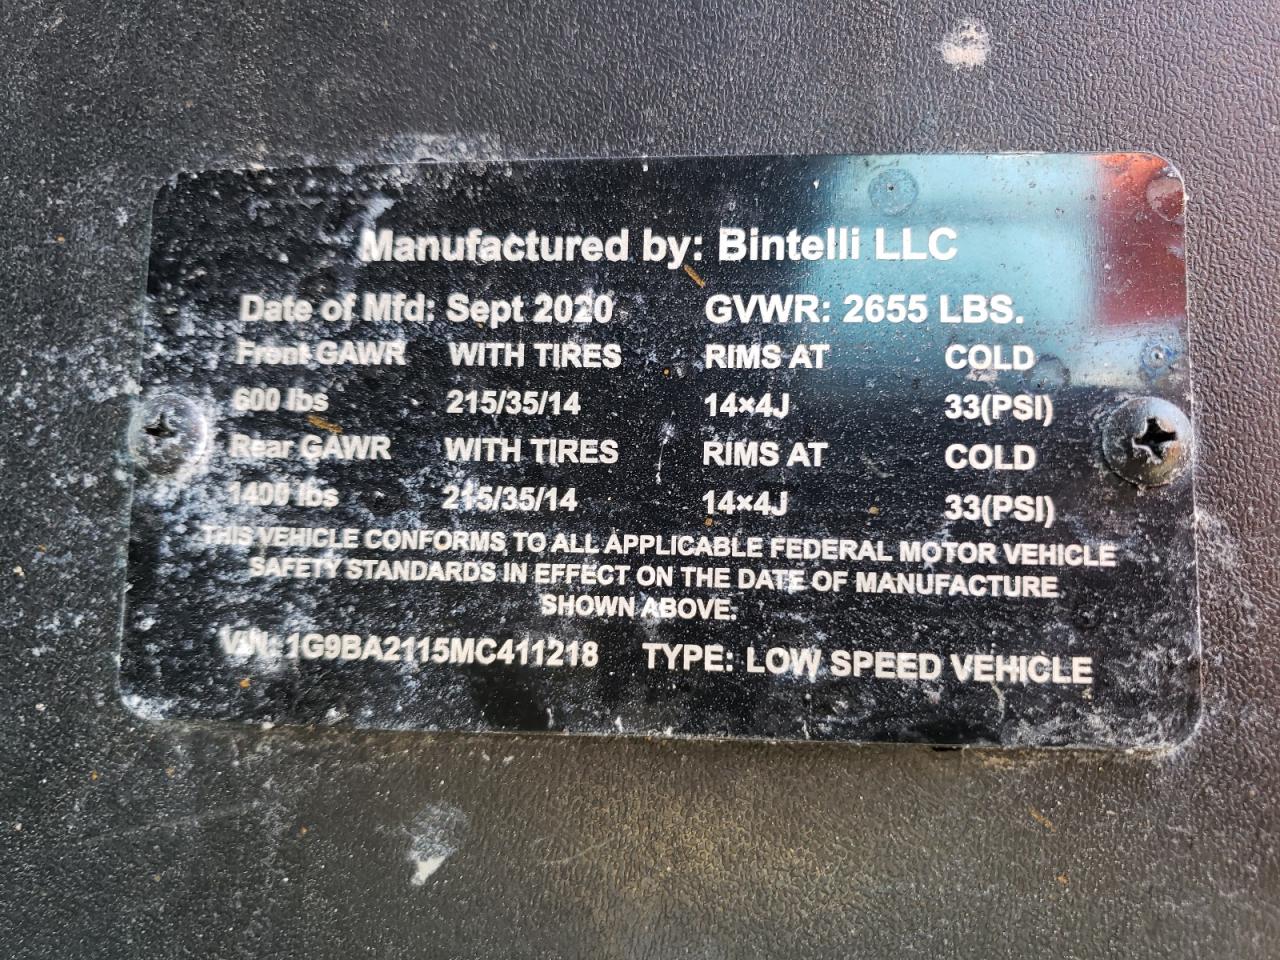 Manufactured by: Bintelli LLC
Date of Mfd: Sept 2020 GVWR: 2655 LBS.
Front GAWR WITH TIRES RIMS AT COLD
600 lbs 215/35/14 14×4J 33(PSI)
Rear GAWR WITH TIRES RIMS AT COLD
1400 lbs 215/35/14 14×4J 33(PSI)
THIS VEHICLE CONFORMS TO ALL APPLICABLE FEDERAL MOTOR VEHICLE
SAFETY STANDARDS IN EFFECT ON THE DATE OF MANUFACTURE
SHOWN ABOVE.
VIN: 1G9BA2115MC411218 TYPE: LOW SPEED VEHICLE